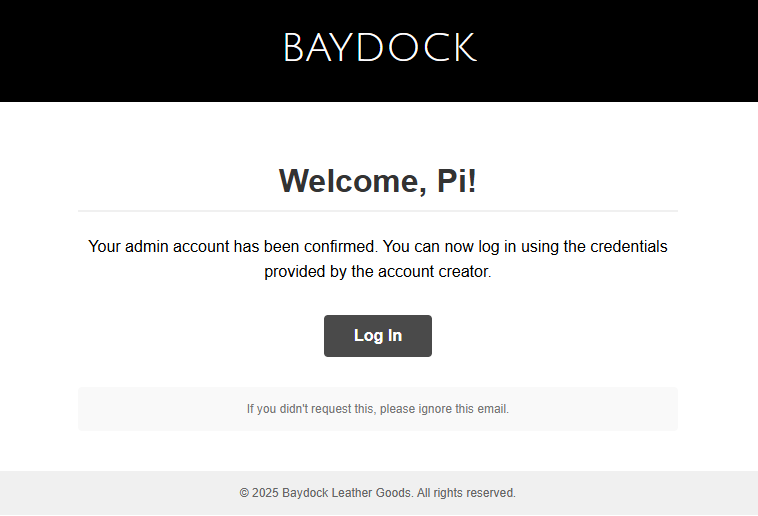 BAYDOCK
Welcome, Pi!
Your admin account has been confirmed. You can now log in using the credentials
provided by the account creator.
Log In
If you didn't request this, please ignore this email.
© 2025 Baydock Leather Goods. All rights reserved.